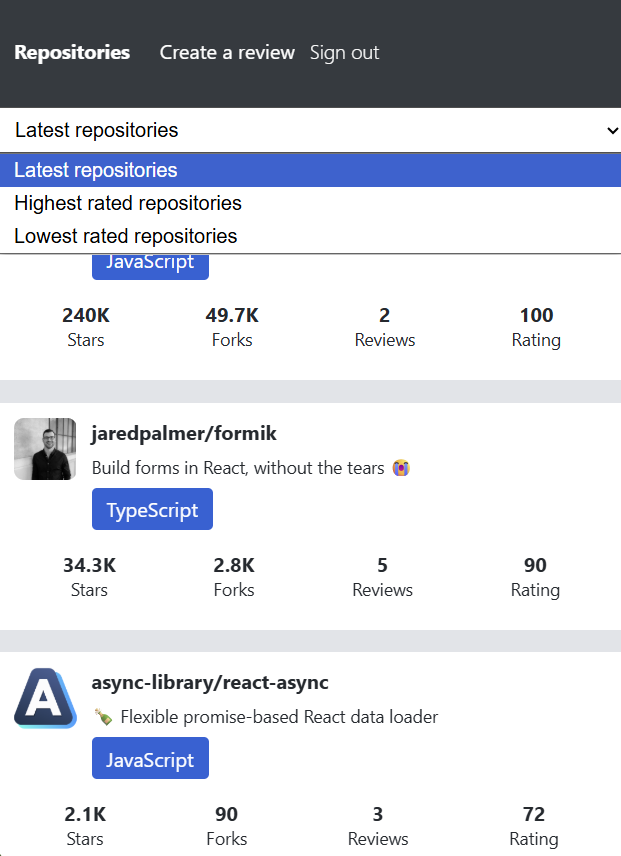 Repositories Create a review Sign out
Latest repositories
Latest repositories
Highest rated repositories
Lowest rated repositories
JavaScript
240K 49.7K 2 100
Stars Forks Reviews Rating
jaredpalmer/formik
Build forms in React, without the tears 😭
TypeScript
34.3K 2.8K 5 90
Stars Forks Reviews Rating
A
async-library/react-async
🍾 Flexible promise-based React data loader
JavaScript
2.1K 90 3 72
Stars Forks Reviews Rating